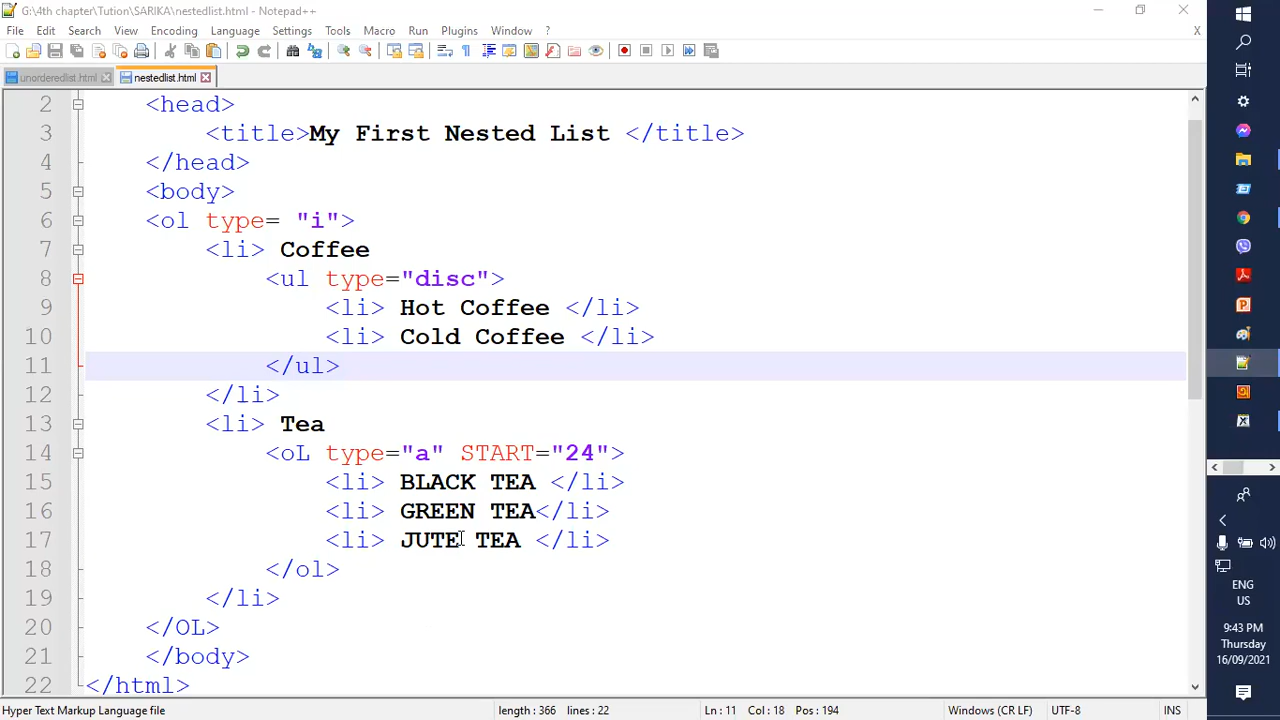 G:\4th chapter\Tution\SARIKA\nestedlist.html - Notepad++
File Edit Search View Encoding Language Settings Tools Macro Run Plugins Window ?
X
unorderedlist.html nestedlist.html
2 <head>
3 <title>My First Nested List </title>
4 </head>
5 <body>
6 <ol type= "i">
7 <li> Coffee
8 <ul type="disc">
9 <li> Hot Coffee </li>
10 <li> Cold Coffee </li>
11 </ul>
12 </li>
13 <li> Tea
14 <oL type="a" START="24">
15 <li> BLACK TEA </li>
16 <li> GREEN TEA</li>
17 <li> JUTE TEA </li>
18 </ol>
19 </li>
20 </OL>
21 </body>
22 </html>
Hyper Text Markup Language file length : 366 lines : 22 Ln : 11 Col : 18 Pos : 194 Windows (CR LF) UTF-8 INS
ENG
US
9:43 PM
Thursday
16/09/2021